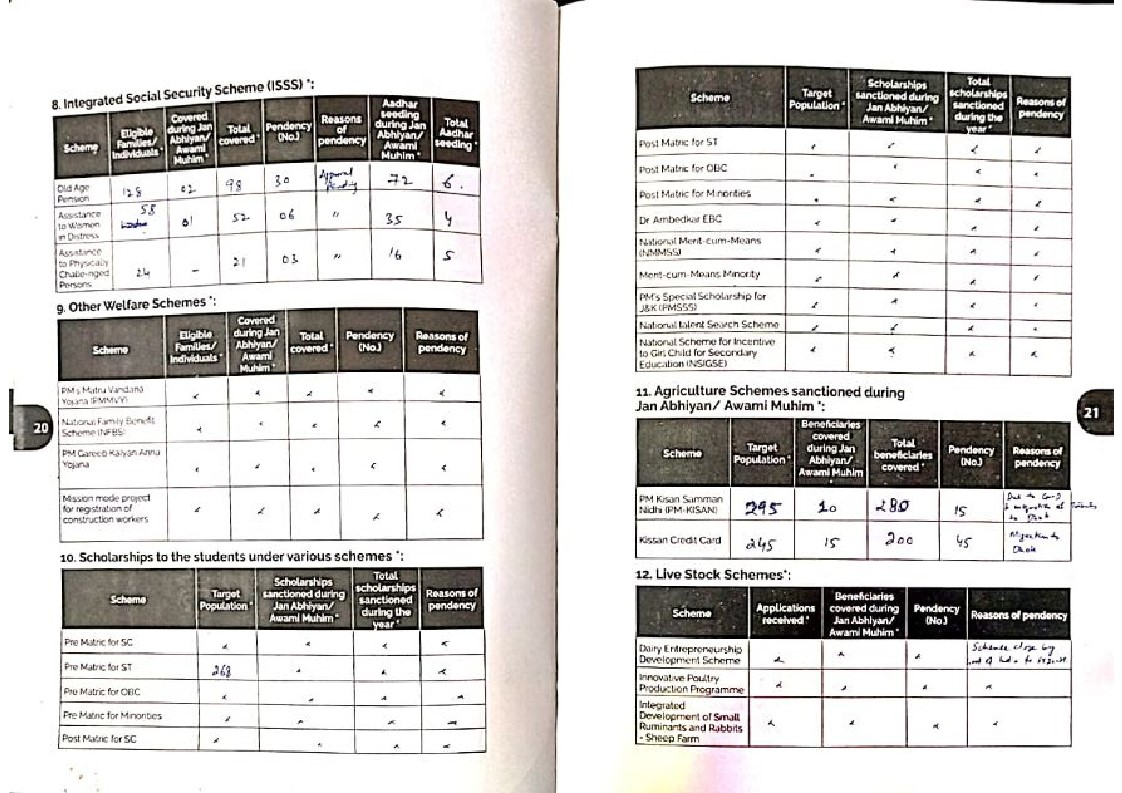 8. Integrated Social Security Scheme (ISSS) *:
Scheme | Eligible Families/ Individuals * | Covered during Jan Abhiyan/ Awami Muhim * | Total covered * | Pendency (No.) | Reasons of pendency | Aadhar seeding during Jan Abhiyan/ Awami Muhim * | Total Aadhar seeding *
Old Age Pension | 128 | 02 | 98 | 30 | Approval Pending | 72 | 6.
Assistance to Women in Distress | 58 | 01 | 52 | 06 | " | 35 | 4
Assistance to Physically Challenged Persons | 24 | - | 21 | 03 | " | 16 | 5
9. Other Welfare Schemes *:
Scheme | Eligible Families/ Individuals * | Covered during Jan Abhiyan/ Awami Muhim * | Total covered * | Pendency (No.) | Reasons of pendency
PM's Matru Vandana Yojana (PMMVY)
National Family Benefit Scheme (NFBS)
PM Gareeb Kalyan Anna Yojana
Mission mode project for registration of construction workers
20
10. Scholarships to the students under various schemes *:
Scheme | Target Population * | Scholarships sanctioned during Jan Abhiyan/ Awami Muhim * | Total scholarships sanctioned during the year * | Reasons of pendency
Pre Matric for SC
Pre Matric for ST | 268
Pre Matric for OBC
Pre Matric for Minorities
Post Matric for SC
Scheme | Target Population * | Scholarships sanctioned during Jan Abhiyan/ Awami Muhim * | Total scholarships sanctioned during the year * | Reasons of pendency
Post Matric for ST
Post Matric for OBC
Post Matric for Minorities
Dr Ambedkar EBC
National Merit-cum-Means (NMMSS)
Merit-cum-Means Minority
PM's Special Scholarship for J&K (PMSSS)
National talent Search Scheme
National Scheme for Incentive to Girl Child for Secondary Education (NSIGSE)
11. Agriculture Schemes sanctioned during
Jan Abhiyan/ Awami Muhim *:
Scheme | Target Population * | Beneficiaries covered during Jan Abhiyan/ Awami Muhim | Total beneficiaries covered * | Pendency (No.) | Reasons of pendency
PM Kisan Samman Nidhi (PM-KISAN) | 295 | 10 | 280 | 15
Kissan Credit Card | 245 | 15 | 200 | 45
21
12. Live Stock Schemes*:
Scheme | Applications received * | Beneficiaries covered during Jan Abhiyan/ Awami Muhim * | Pendency (No.) | Reasons of pendency
Dairy Entrepreneurship Development Scheme | Scheme
Innovative Poultry Production Programme
Integrated Development of Small Ruminants and Rabbits - Sheep Farm